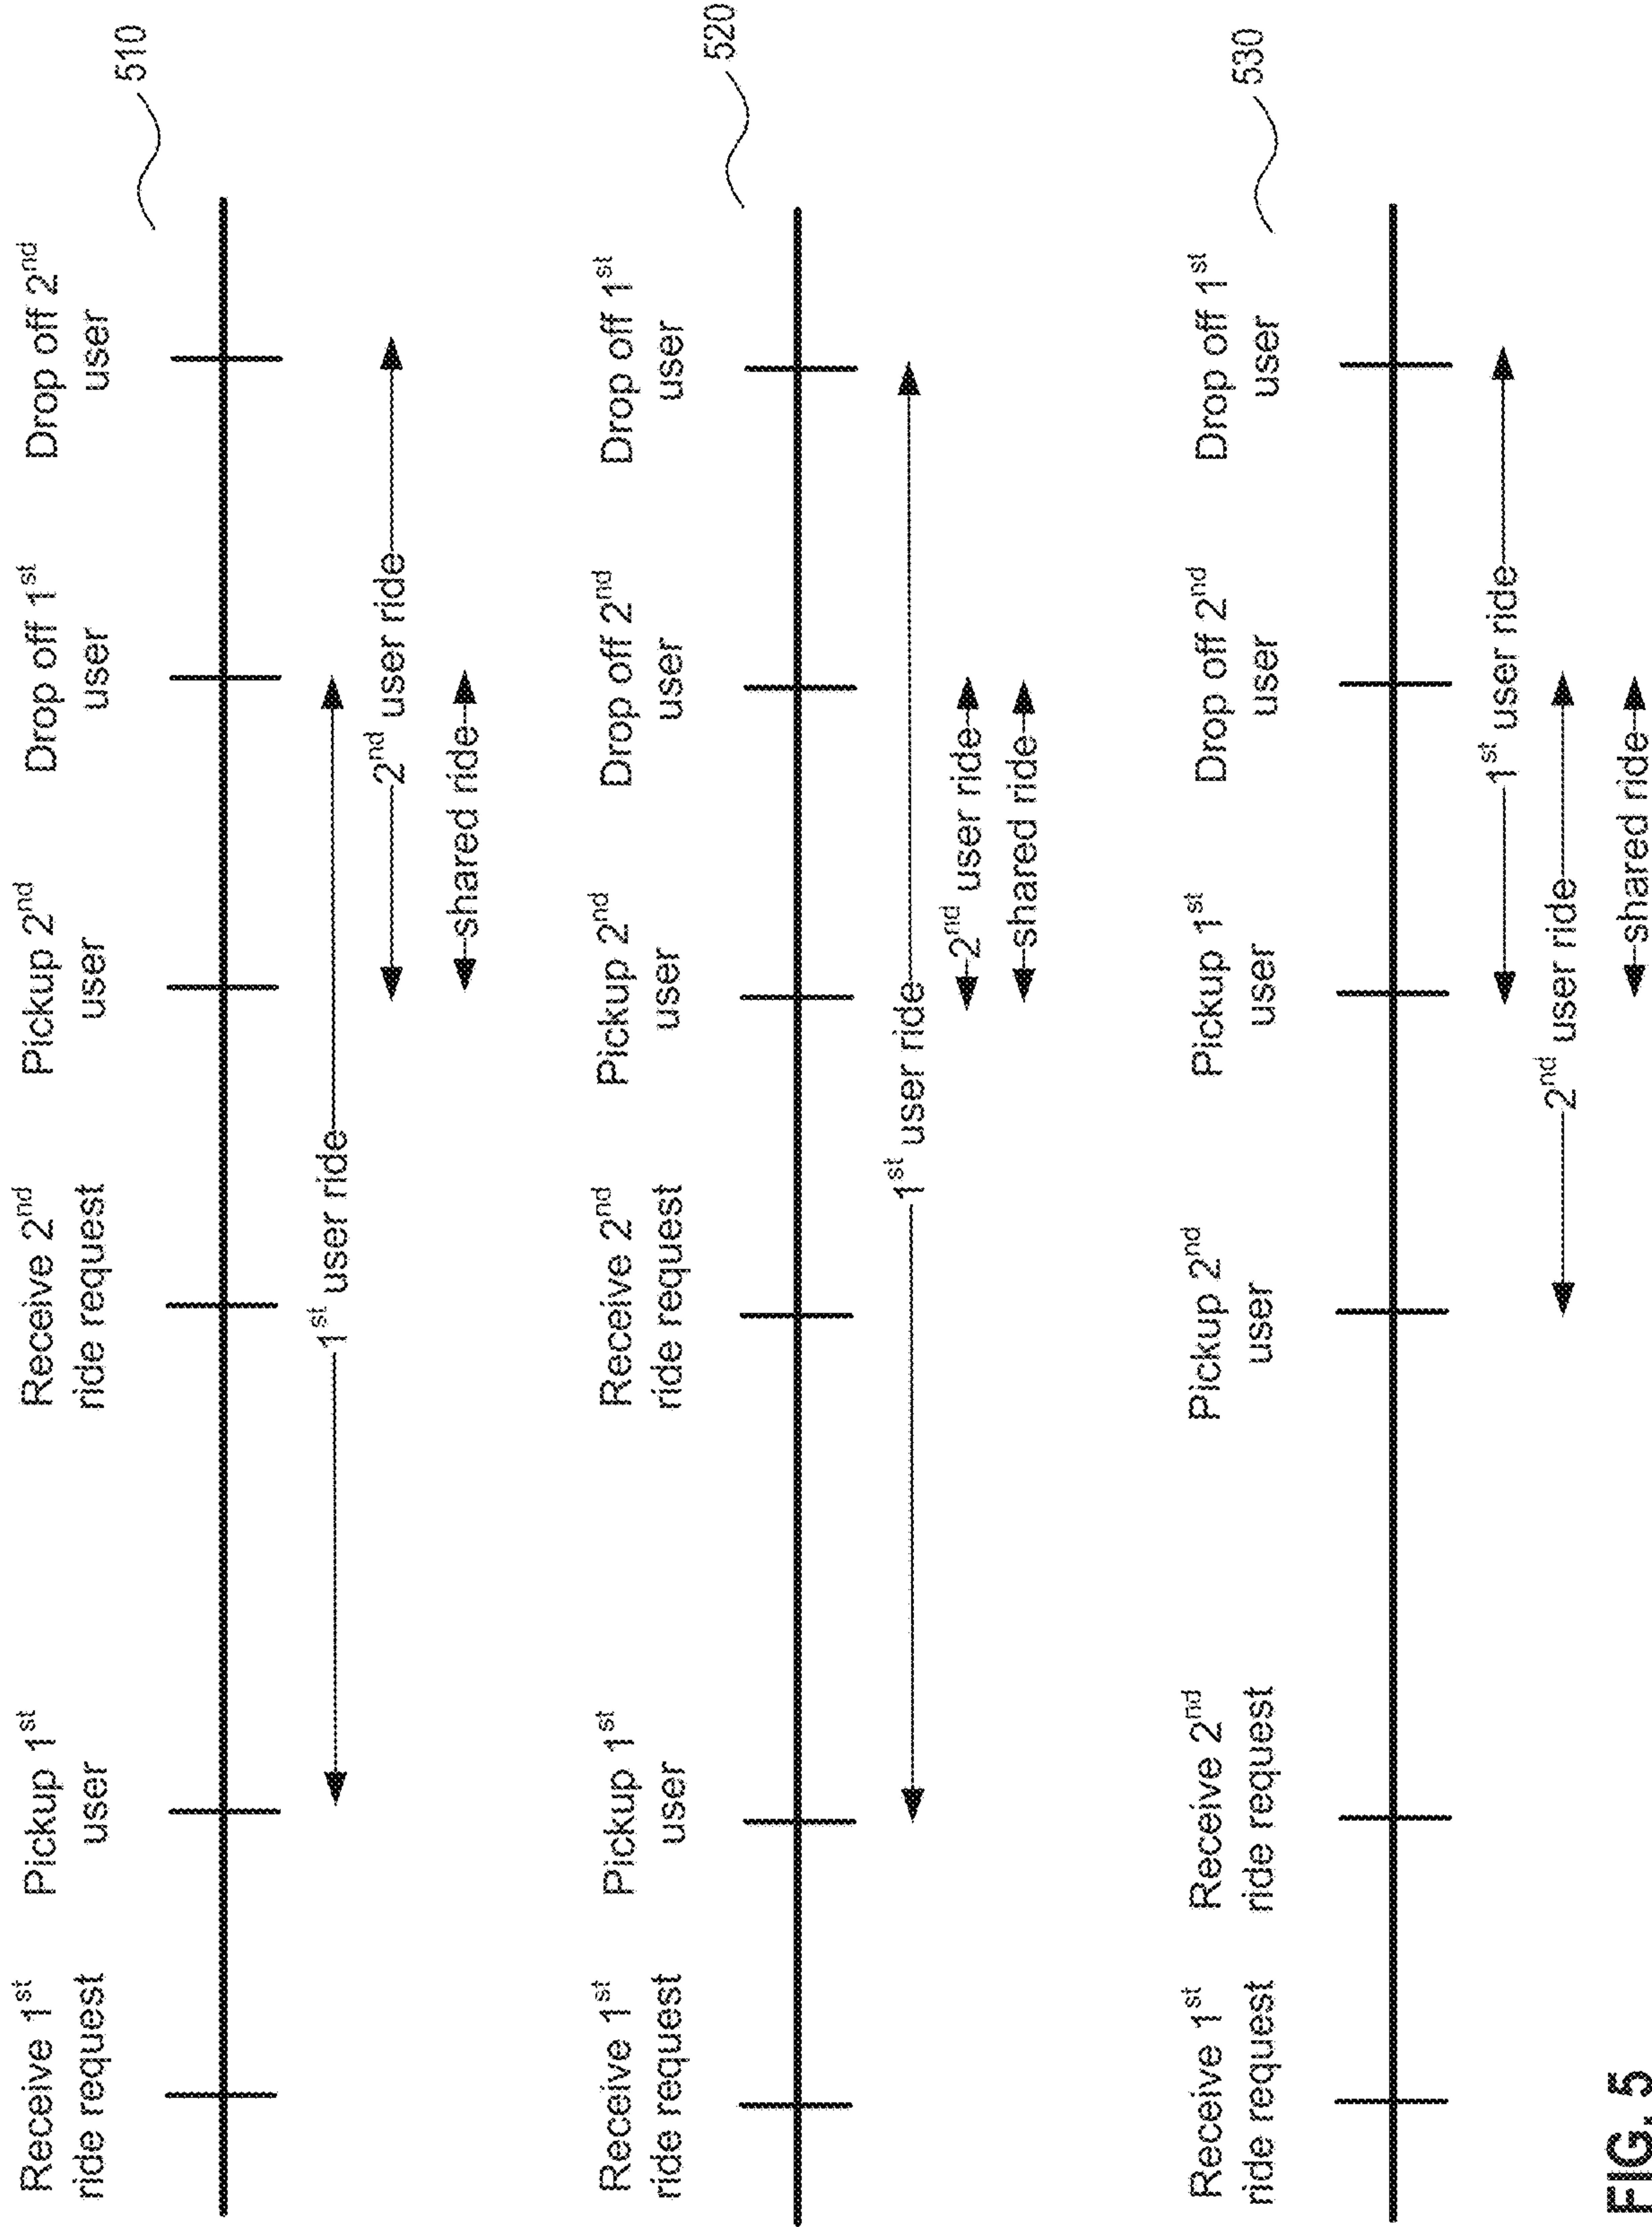 510
Receive 1st
ride request
Pickup 1st
user
Receive 2nd
ride request
Pickup 2nd
user
Drop off 1st
user
Drop off 2nd
user
1st user ride
2nd user ride
shared ride
520
Receive 1st
ride request
Pickup 1st
user
Receive 2nd
ride request
Pickup 2nd
user
Drop off 2nd
user
Drop off 1st
user
1st user ride
2nd user ride
shared ride
530
Receive 1st
ride request
Receive 2nd
ride request
Pickup 2nd
user
Pickup 1st
user
Drop off 2nd
user
Drop off 1st
user
1st user ride
2nd user ride
shared ride
FIG. 5